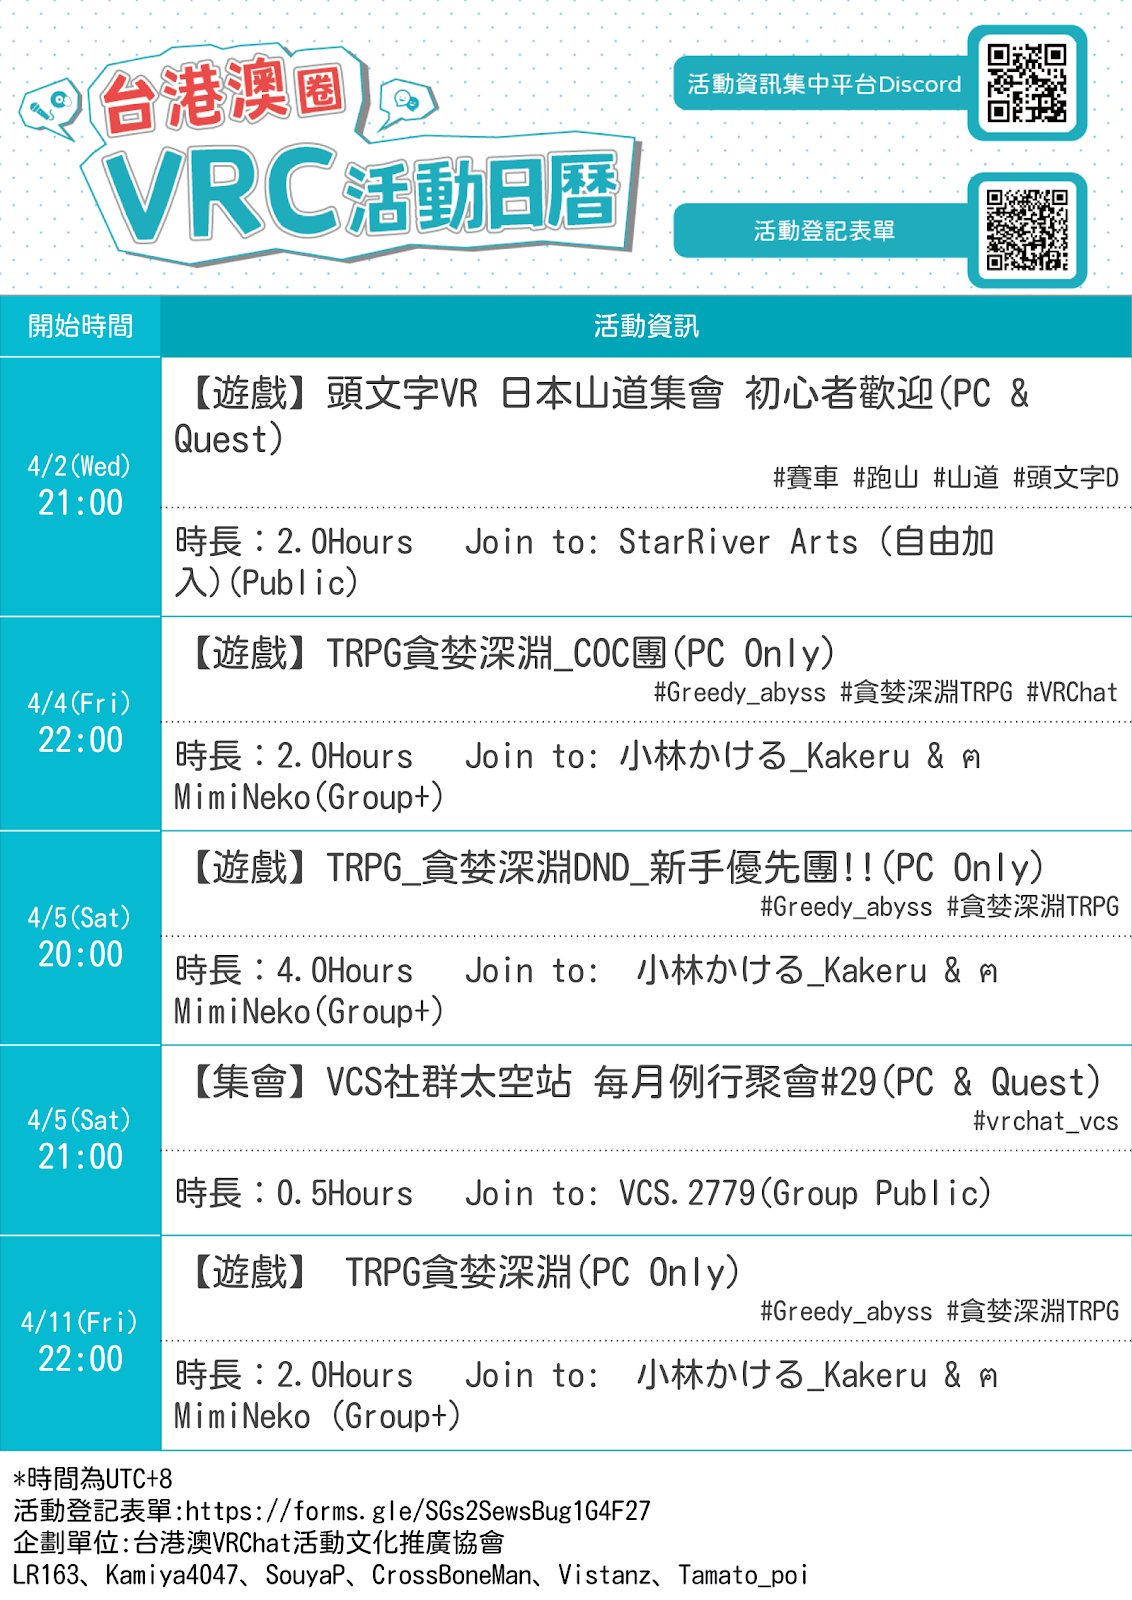 台港澳圈
VRC活動日曆
活動資訊集中平台Discord
活動登記表單
開始時間
活動資訊
4/2(Wed)
21:00
【遊戲】頭文字VR 日本山道集會 初心者歡迎(PC &
Quest)
#賽車 #跑山 #山道 #頭文字D
時長：2.0Hours Join to: StarRiver Arts (自由加
入)(Public)
4/4(Fri)
22:00
【遊戲】TRPG貪婪深淵_COC團(PC Only)
#Greedy_abyss #貪婪深淵TRPG #VRChat
時長：2.0Hours Join to: 小林かける_Kakeru & ฅ
MimiNeko(Group+)
4/5(Sat)
20:00
【遊戲】TRPG_貪婪深淵DND_新手優先團!!(PC Only)
#Greedy_abyss #貪婪深淵TRPG
時長：4.0Hours Join to: 小林かける_Kakeru & ฅ
MimiNeko(Group+)
4/5(Sat)
21:00
【集會】VCS社群太空站 每月例行聚會#29(PC & Quest)
#vrchat_vcs
時長：0.5Hours Join to: VCS.2779(Group Public)
4/11(Fri)
22:00
【遊戲】 TRPG貪婪深淵(PC Only)
#Greedy_abyss #貪婪深淵TRPG
時長：2.0Hours Join to: 小林かける_Kakeru & ฅ
MimiNeko (Group+)
*時間為UTC+8
活動登記表單:https://forms.gle/SGs2SewsBug1G4F27
企劃單位:台港澳VRChat活動文化推廣協會
LR163、Kamiya4047、SouyaP、CrossBoneMan、Vistanz、Tamato_poi